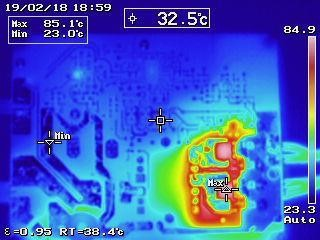 19/02/18 18:59
Max 85.1°C
Min 23.0°C
32.5°C
84.9
Min
Max
23.3
Auto
ε=0.95 RT=38.4°C